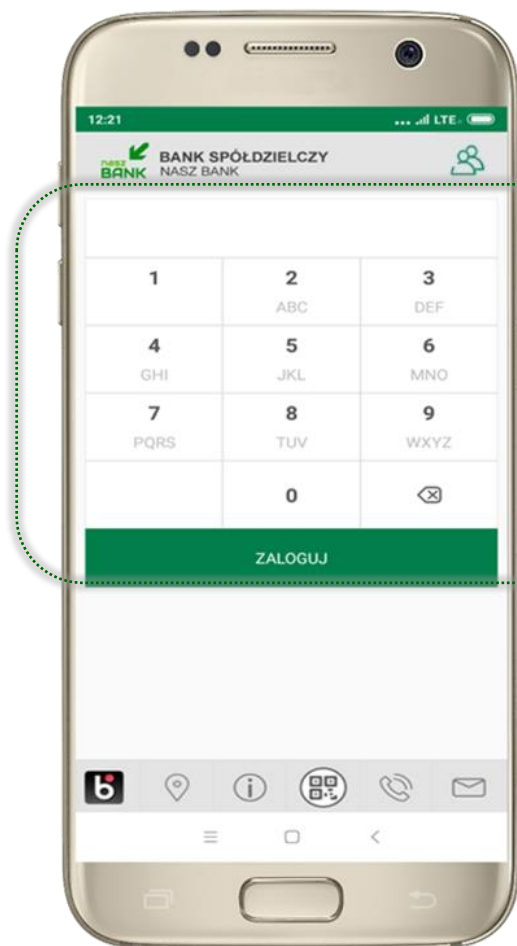 12:21 ... LTE
nasz BANK
BANK SPÓŁDZIELCZY
NASZ BANK
1 2 3
ABC DEF
4 5 6
GHI JKL MNO
7 8 9
PQRS TUV WXYZ
0
ZALOGUJ
b